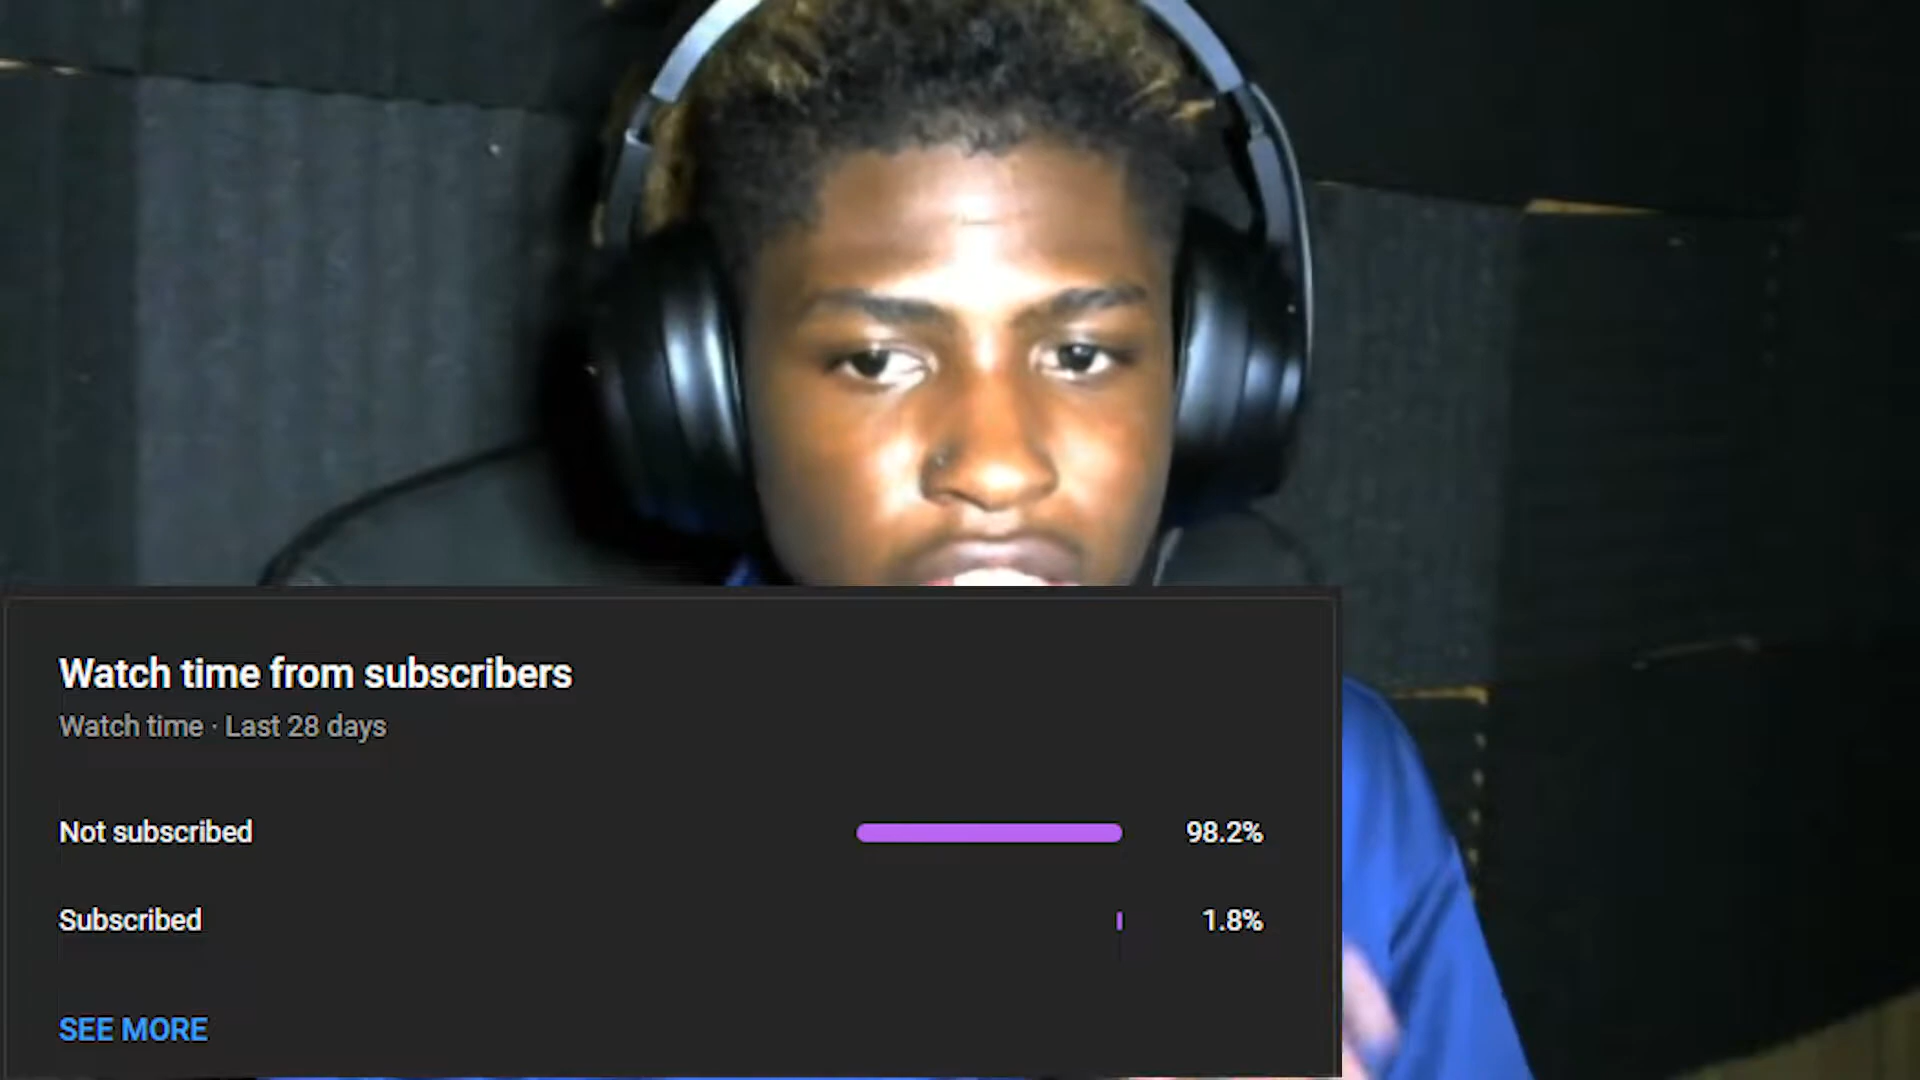 Watch time from subscribers
Watch time · Last 28 days
Not subscribed 98.2%
Subscribed 1.8%
SEE MORE